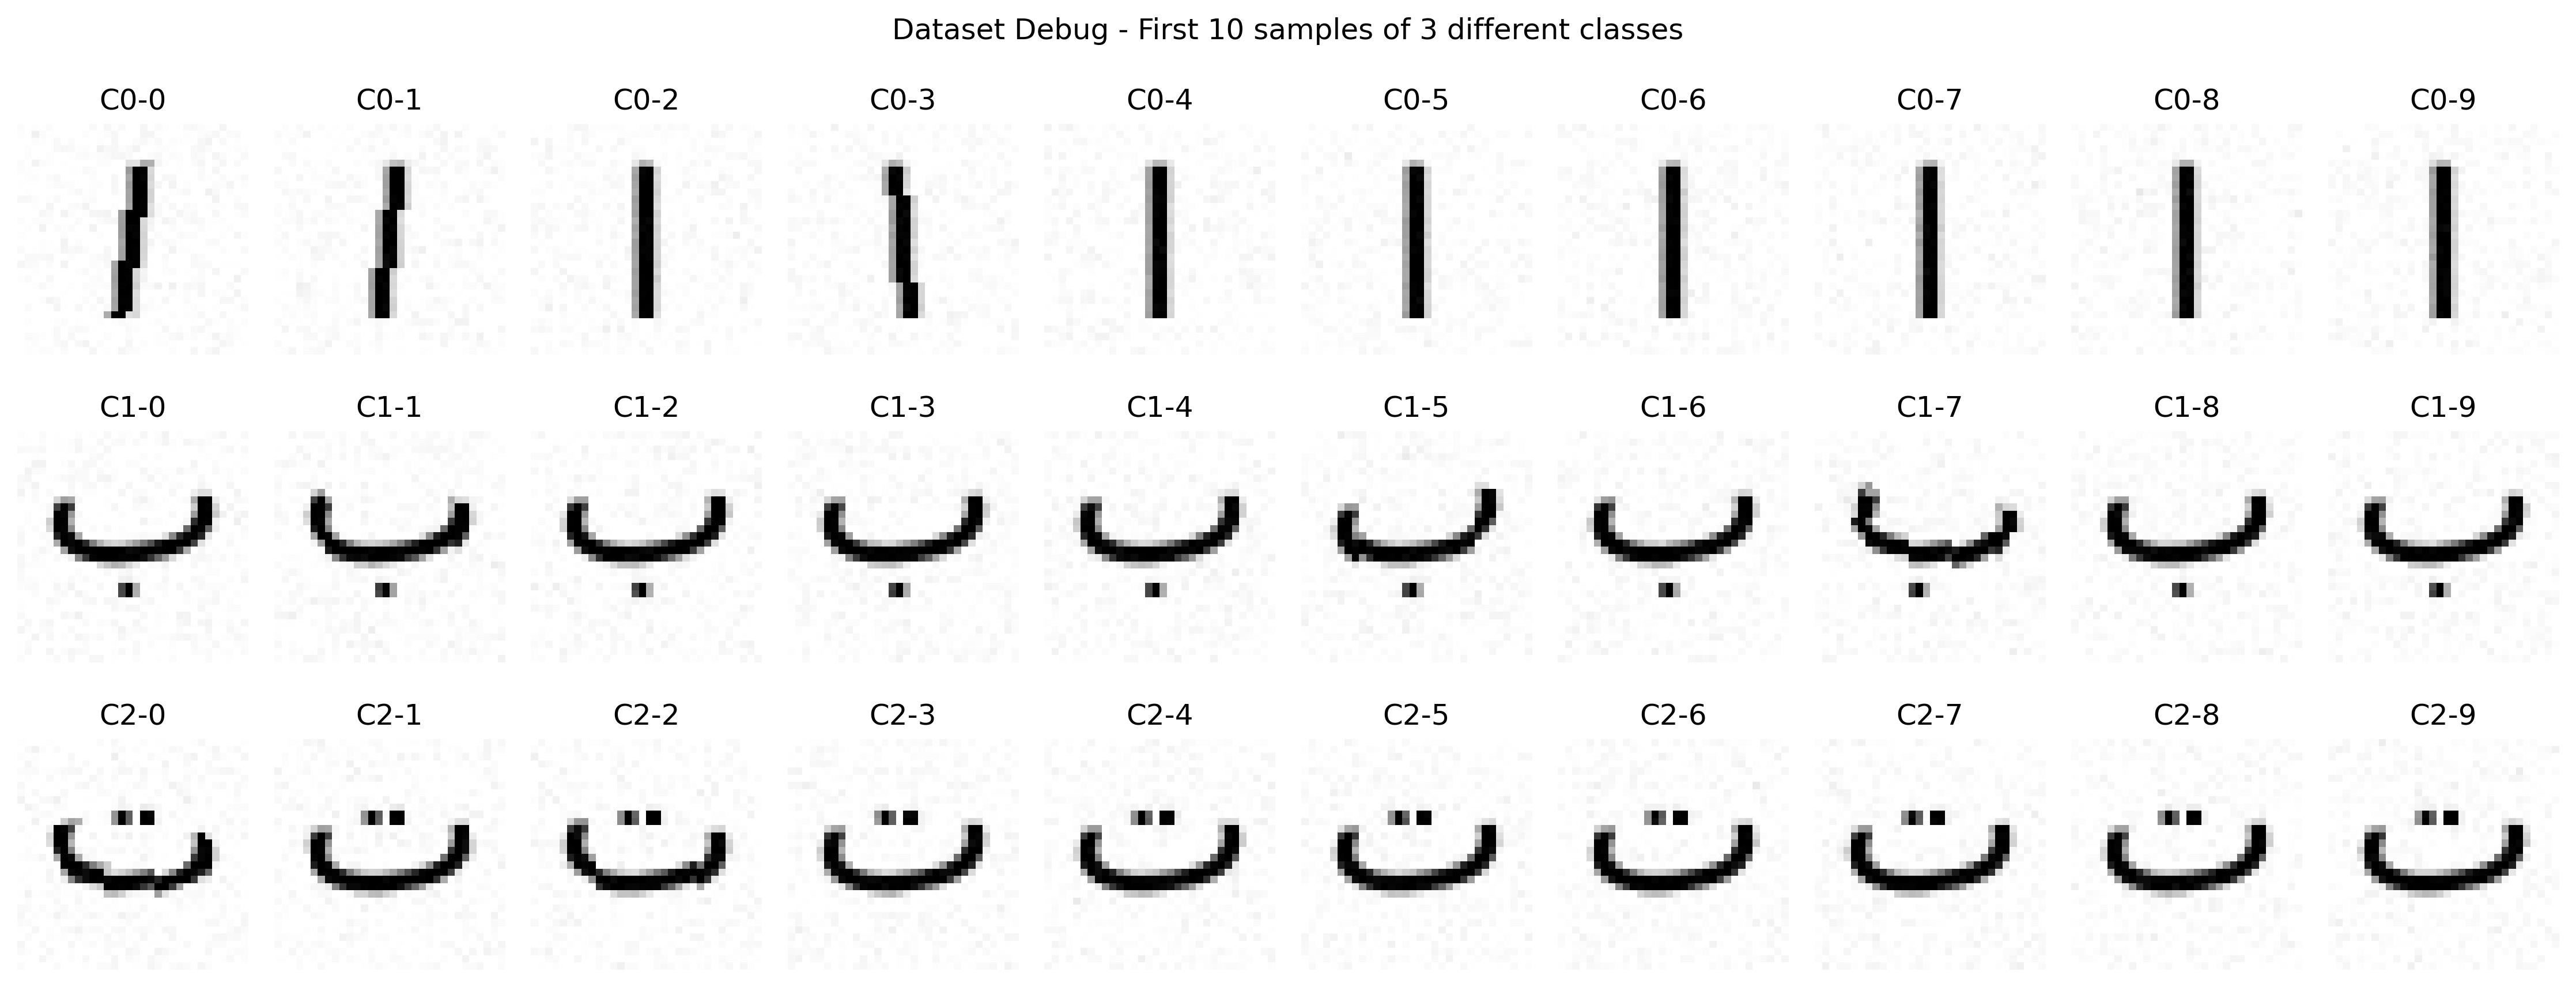 Dataset Debug - First 10 samples of 3 different classes
C0-0 C0-1 C0-2 C0-3 C0-4 C0-5 C0-6 C0-7 C0-8 C0-9
ا ا ا ا ا ا ا ا ا ا
C1-0 C1-1 C1-2 C1-3 C1-4 C1-5 C1-6 C1-7 C1-8 C1-9
ب ب ب ب ب ب ب ب ب ب
C2-0 C2-1 C2-2 C2-3 C2-4 C2-5 C2-6 C2-7 C2-8 C2-9
ت ت ت ت ت ت ت ت ت ت